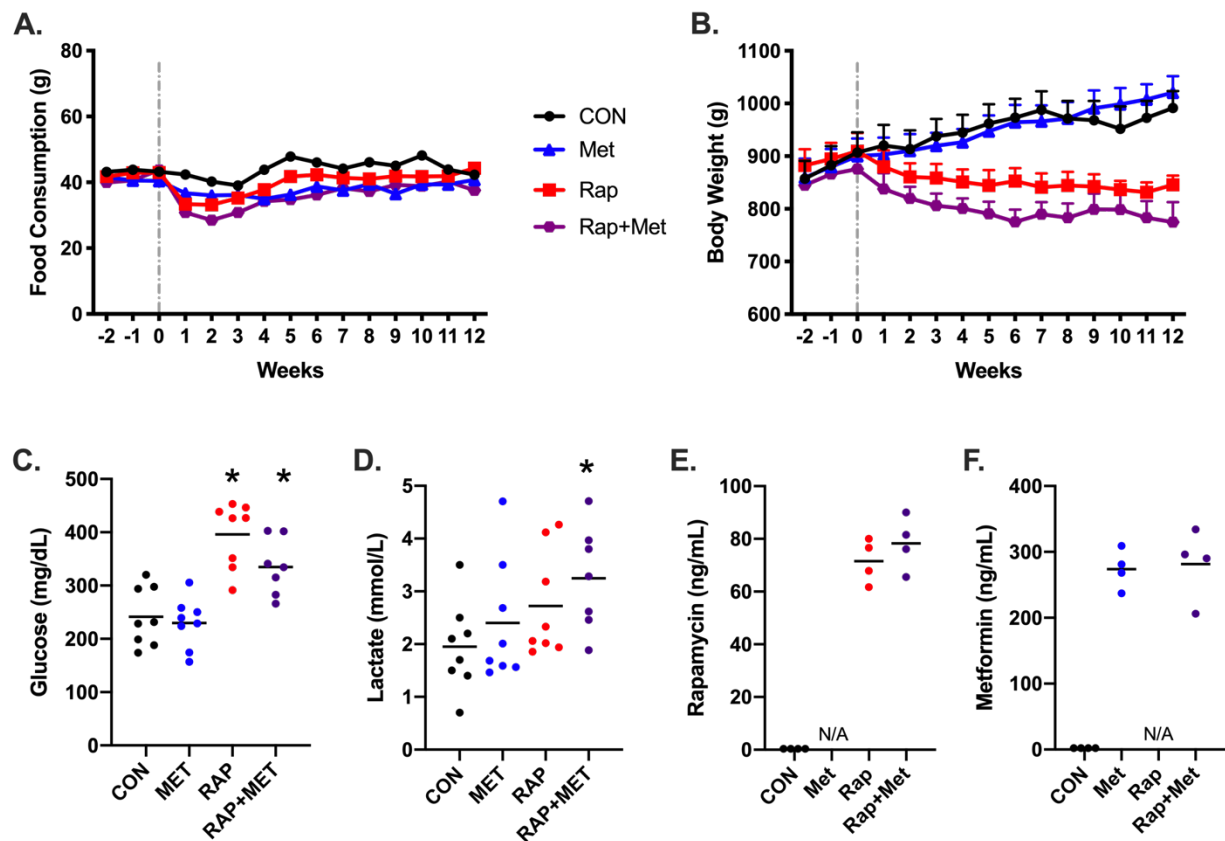 A.
Food Consumption (g)
80
60
40
20
0
-2 -1 0 1 2 3 4 5 6 7 8 9 10 11 12
Weeks
CON
Met
Rap
Rap+Met
B.
Body Weight (g)
1100
1000
900
800
700
600
-2 -1 0 1 2 3 4 5 6 7 8 9 10 11 12
Weeks
C.
Glucose (mg/dL)
500
400
300
200
100
0
* *
CON MET RAP RAP+MET
D.
Lactate (mmol/L)
5
4
3
2
1
0
*
CON MET RAP RAP+MET
E.
Rapamycin (ng/mL)
100
80
60
40
20
0
N/A
CON Met Rap Rap+Met
F.
Metformin (ng/mL)
400
300
200
100
0
N/A
CON Met Rap Rap+Met